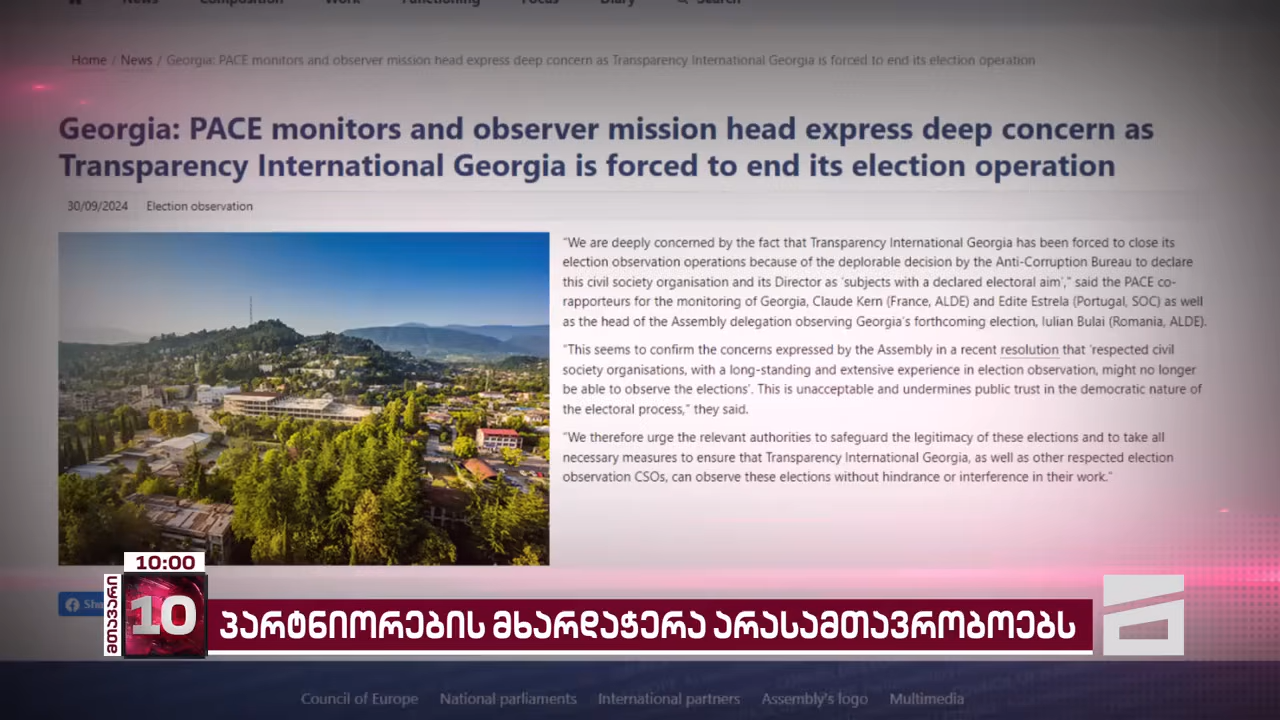 News Composition Work Functioning Focus Diary Search
Home / News / Georgia: PACE monitors and observer mission head express deep concern as Transparency International Georgia is forced to end its election operation
Georgia: PACE monitors and observer mission head express deep concern as
Transparency International Georgia is forced to end its election operation
30/09/2024 Election observation
“We are deeply concerned by the fact that Transparency International Georgia has been forced to close its
election observation operations because of the deplorable decision by the Anti-Corruption Bureau to declare
this civil society organisation and its Director as ‘subjects with a declared electoral aim’,” said the PACE co-
rapporteurs for the monitoring of Georgia, Claude Kern (France, ALDE) and Edite Estrela (Portugal, SOC) as well
as the head of the Assembly delegation observing Georgia’s forthcoming election, Iulian Bulai (Romania, ALDE).
“This seems to confirm the concerns expressed by the Assembly in a recent resolution that ‘respected civil
society organisations, with a long-standing and extensive experience in election observation, might no longer
be able to observe the elections’. This is unacceptable and undermines public trust in the democratic nature of
the electoral process,” they said.
“We therefore urge the relevant authorities to safeguard the legitimacy of these elections and to take all
necessary measures to ensure that Transparency International Georgia, as well as other respected election
observation CSOs, can observe these elections without hindrance or interference in their work.”
10:00
მთავარი
10
პარტნიორების მხარდაჭერა არასამთავრობოებს
Council of Europe National parliaments International partners Assembly's logo Multimedia